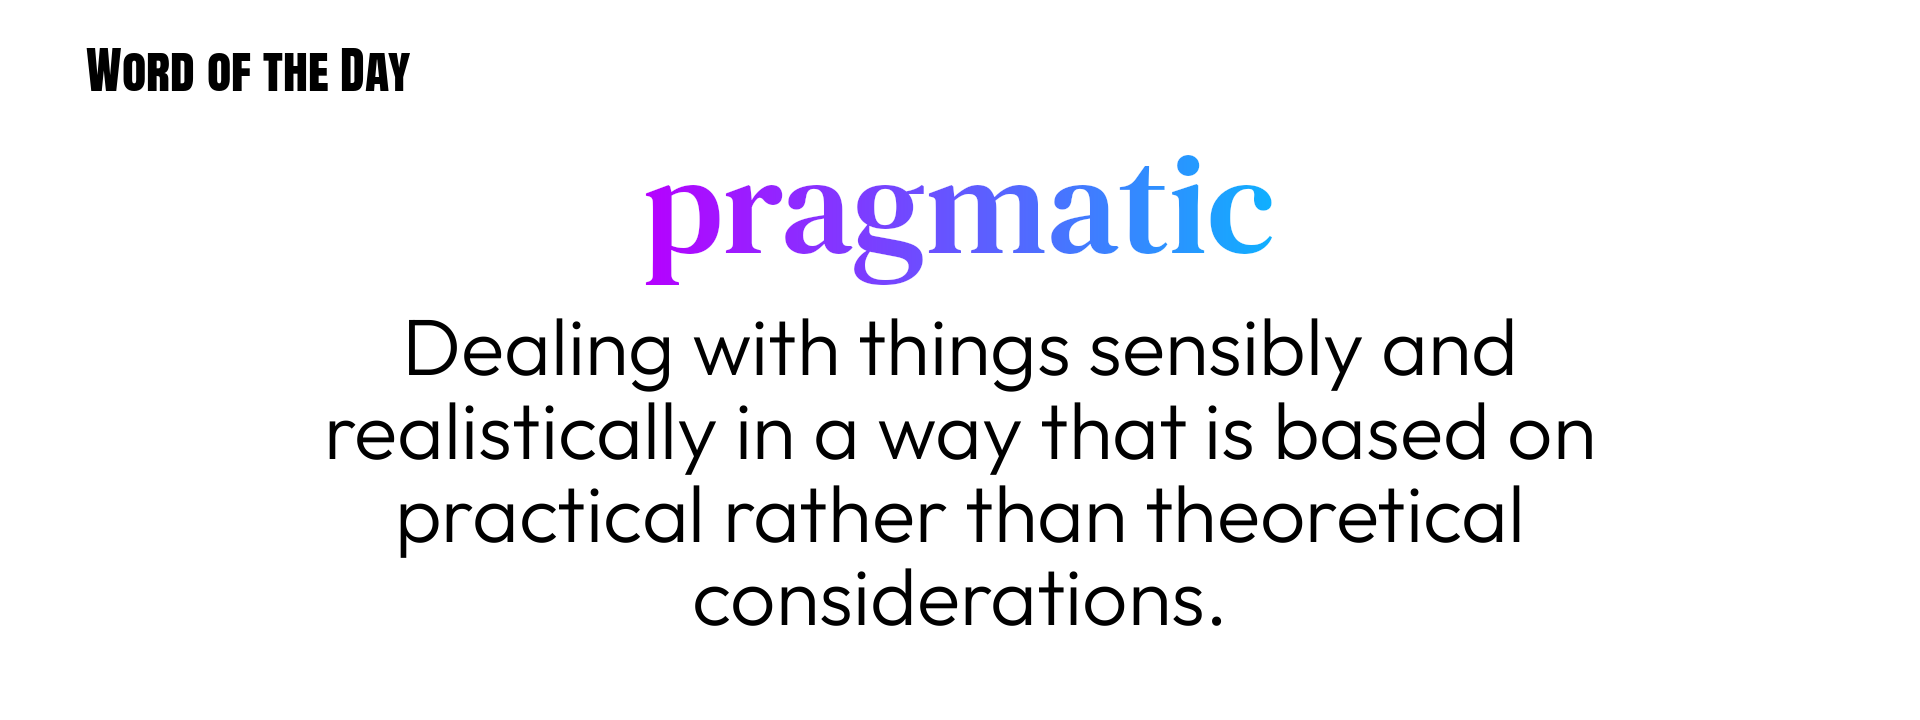 Word of the Day
pragmatic
Dealing with things sensibly and
realistically in a way that is based on
practical rather than theoretical
considerations.